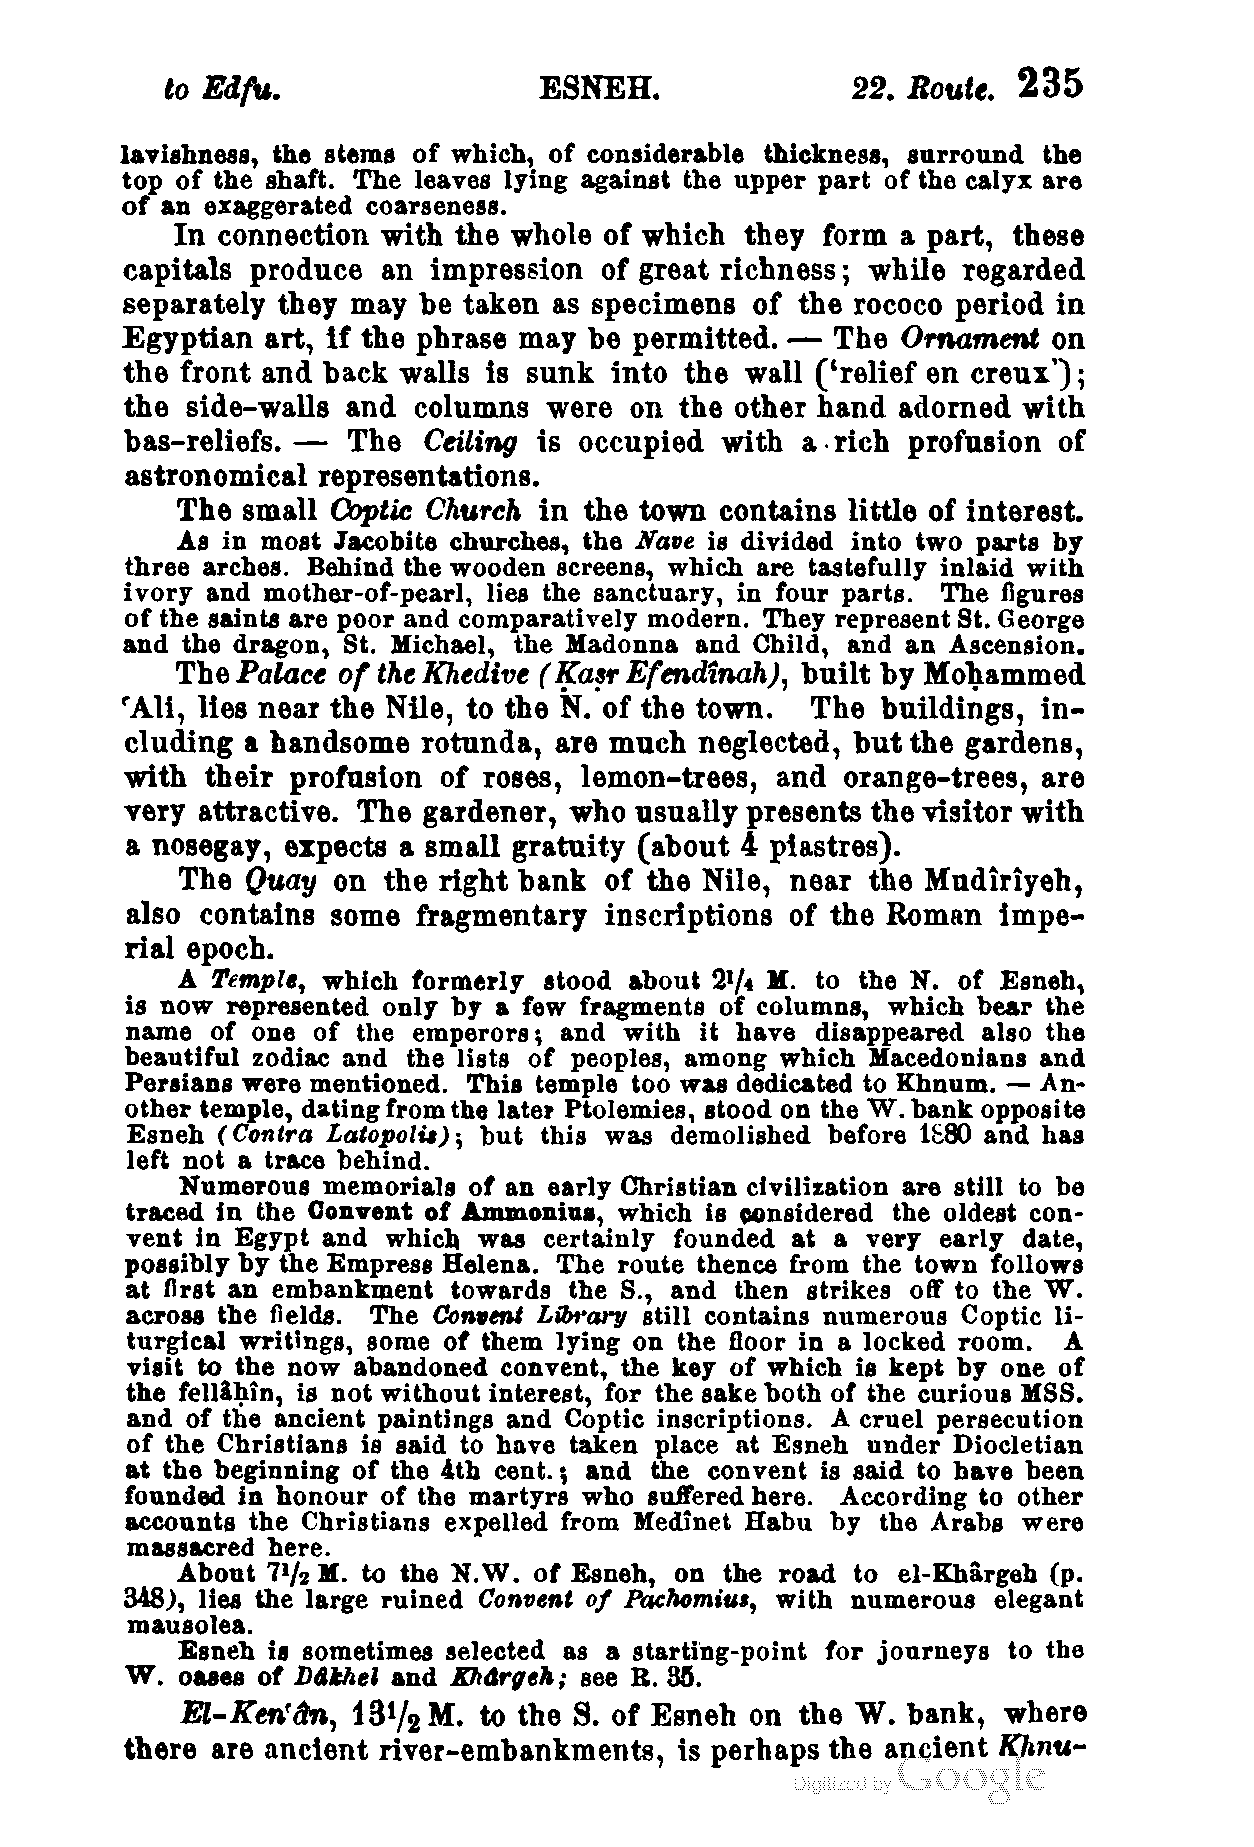 to Edfu. ESNEH. 22. Route. 235
lavishness, the stems of which, of considerable thickness, surround the
top of the shaft. The leaves lying against the upper part of the calyx are
of an exaggerated coarseness.
In connection with the whole of which they form a part, these
capitals produce an impression of great richness; while regarded
separately they may be taken as specimens of the rococo period in
Egyptian art, if the phrase may be permitted. — The Ornament on
the front and back walls is sunk into the wall (‘relief en creux’);
the side-walls and columns were on the other hand adorned with
bas-reliefs. — The Ceiling is occupied with a rich profusion of
astronomical representations.
The small Coptic Church in the town contains little of interest.
As in most Jacobite churches, the Nave is divided into two parts by
three arches. Behind the wooden screens, which are tastefully inlaid with
ivory and mother-of-pearl, lies the sanctuary, in four parts. The figures
of the saints are poor and comparatively modern. They represent St. George
and the dragon, St. Michael, the Madonna and Child, and an Ascension.
The Palace of the Khedive (Ḳaṣr Efendînah), built by Moḥammed
ʿAli, lies near the Nile, to the N. of the town. The buildings, in-
cluding a handsome rotunda, are much neglected, but the gardens,
with their profusion of roses, lemon-trees, and orange-trees, are
very attractive. The gardener, who usually presents the visitor with
a nosegay, expects a small gratuity (about 4 piastres).
The Quay on the right bank of the Nile, near the Mudîrîyeh,
also contains some fragmentary inscriptions of the Roman impe-
rial epoch.
A Temple, which formerly stood about 2¹/₄ M. to the N. of Esneh,
is now represented only by a few fragments of columns, which bear the
name of one of the emperors; and with it have disappeared also the
beautiful zodiac and the lists of peoples, among which Macedonians and
Persians were mentioned. This temple too was dedicated to Khnum. — An-
other temple, dating from the later Ptolemies, stood on the W. bank opposite
Esneh (Contra Latopolis); but this was demolished before 1880 and has
left not a trace behind.
Numerous memorials of an early Christian civilization are still to be
traced in the Convent of Ammonius, which is considered the oldest con-
vent in Egypt and which was certainly founded at a very early date,
possibly by the Empress Helena. The route thence from the town follows
at first an embankment towards the S., and then strikes off to the W.
across the fields. The Convent Library still contains numerous Coptic li-
turgical writings, some of them lying on the floor in a locked room. A
visit to the now abandoned convent, the key of which is kept by one of
the fellâḥîn, is not without interest, for the sake both of the curious MSS.
and of the ancient paintings and Coptic inscriptions. A cruel persecution
of the Christians is said to have taken place at Esneh under Diocletian
at the beginning of the 4th cent.; and the convent is said to have been
founded in honour of the martyrs who suffered here. According to other
accounts the Christians expelled from Medînet Habu by the Arabs were
massacred here.
About 7¹/₂ M. to the N.W. of Esneh, on the road to el-Khârgeh (p.
348), lies the large ruined Convent of Pachomius, with numerous elegant
mausolea.
Esneh is sometimes selected as a starting-point for journeys to the
W. oases of Dâkhel and Khârgeh; see R. 35.
El-Kenʿân, 13¹/₂ M. to the S. of Esneh on the W. bank, where
there are ancient river-embankments, is perhaps the ancient Khnu-
Digitized by Google